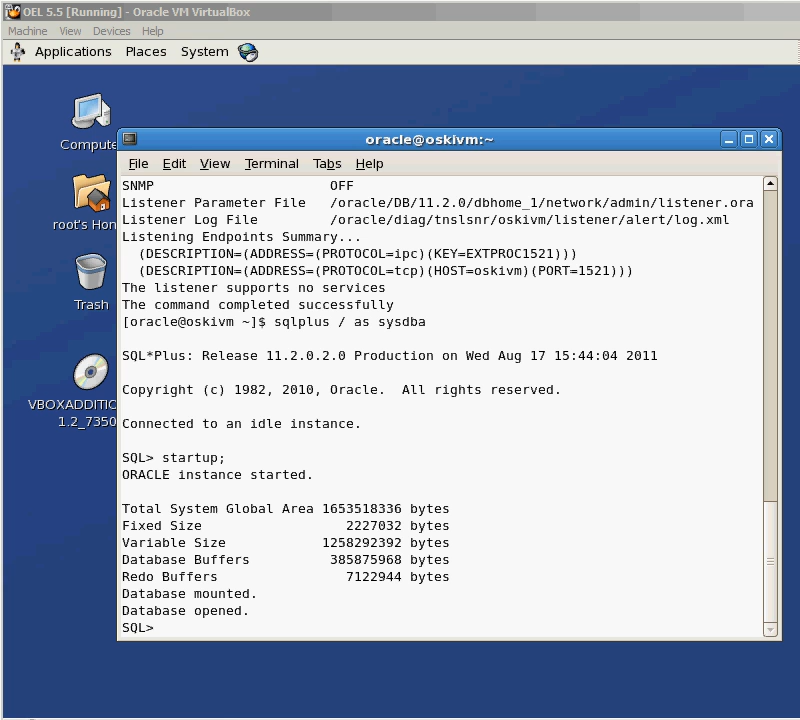 OEL 5.5 [Running] - Oracle VM VirtualBox
Machine View Devices Help
Applications Places System
Compute
root's Hon
Trash
VBOXADDITIC
1.2_7350
oracle@oskivm:~
File Edit View Terminal Tabs Help
SNMP OFF
Listener Parameter File /oracle/DB/11.2.0/dbhome_1/network/admin/listener.ora
Listener Log File /oracle/diag/tnslsnr/oskivm/listener/alert/log.xml
Listening Endpoints Summary...
(DESCRIPTION=(ADDRESS=(PROTOCOL=ipc)(KEY=EXTPROC1521)))
(DESCRIPTION=(ADDRESS=(PROTOCOL=tcp)(HOST=oskivm)(PORT=1521)))
The listener supports no services
The command completed successfully
[oracle@oskivm ~]$ sqlplus / as sysdba
SQL*Plus: Release 11.2.0.2.0 Production on Wed Aug 17 15:44:04 2011
Copyright (c) 1982, 2010, Oracle. All rights reserved.
Connected to an idle instance.
SQL> startup;
ORACLE instance started.
Total System Global Area 1653518336 bytes
Fixed Size 2227032 bytes
Variable Size 1258292392 bytes
Database Buffers 385875968 bytes
Redo Buffers 7122944 bytes
Database mounted.
Database opened.
SQL>